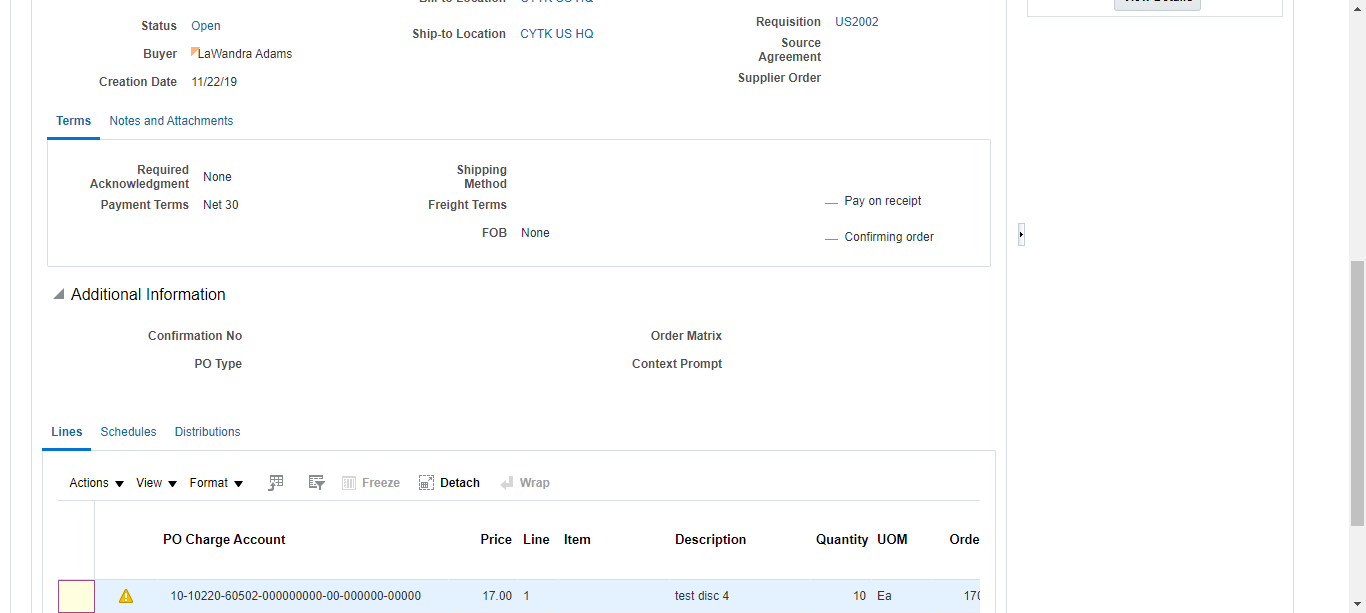 Bill-to Location CYTK US HQ
View Details
Status Open
Requisition US2002
Ship-to Location CYTK US HQ
Source
Agreement
Buyer LaWandra Adams
Supplier Order
Creation Date 11/22/19
Terms Notes and Attachments
Required
Acknowledgment None
Shipping
Method
Pay on receipt
Payment Terms Net 30
Freight Terms
FOB None
Confirming order
Additional Information
Confirmation No
Order Matrix
PO Type
Context Prompt
Lines Schedules Distributions
Actions View Format Freeze Detach Wrap
PO Charge Account Price Line Item Description Quantity UOM Orde
10-10220-60502-000000000-00-000000-00000 17.00 1 test disc 4 10 Ea 170